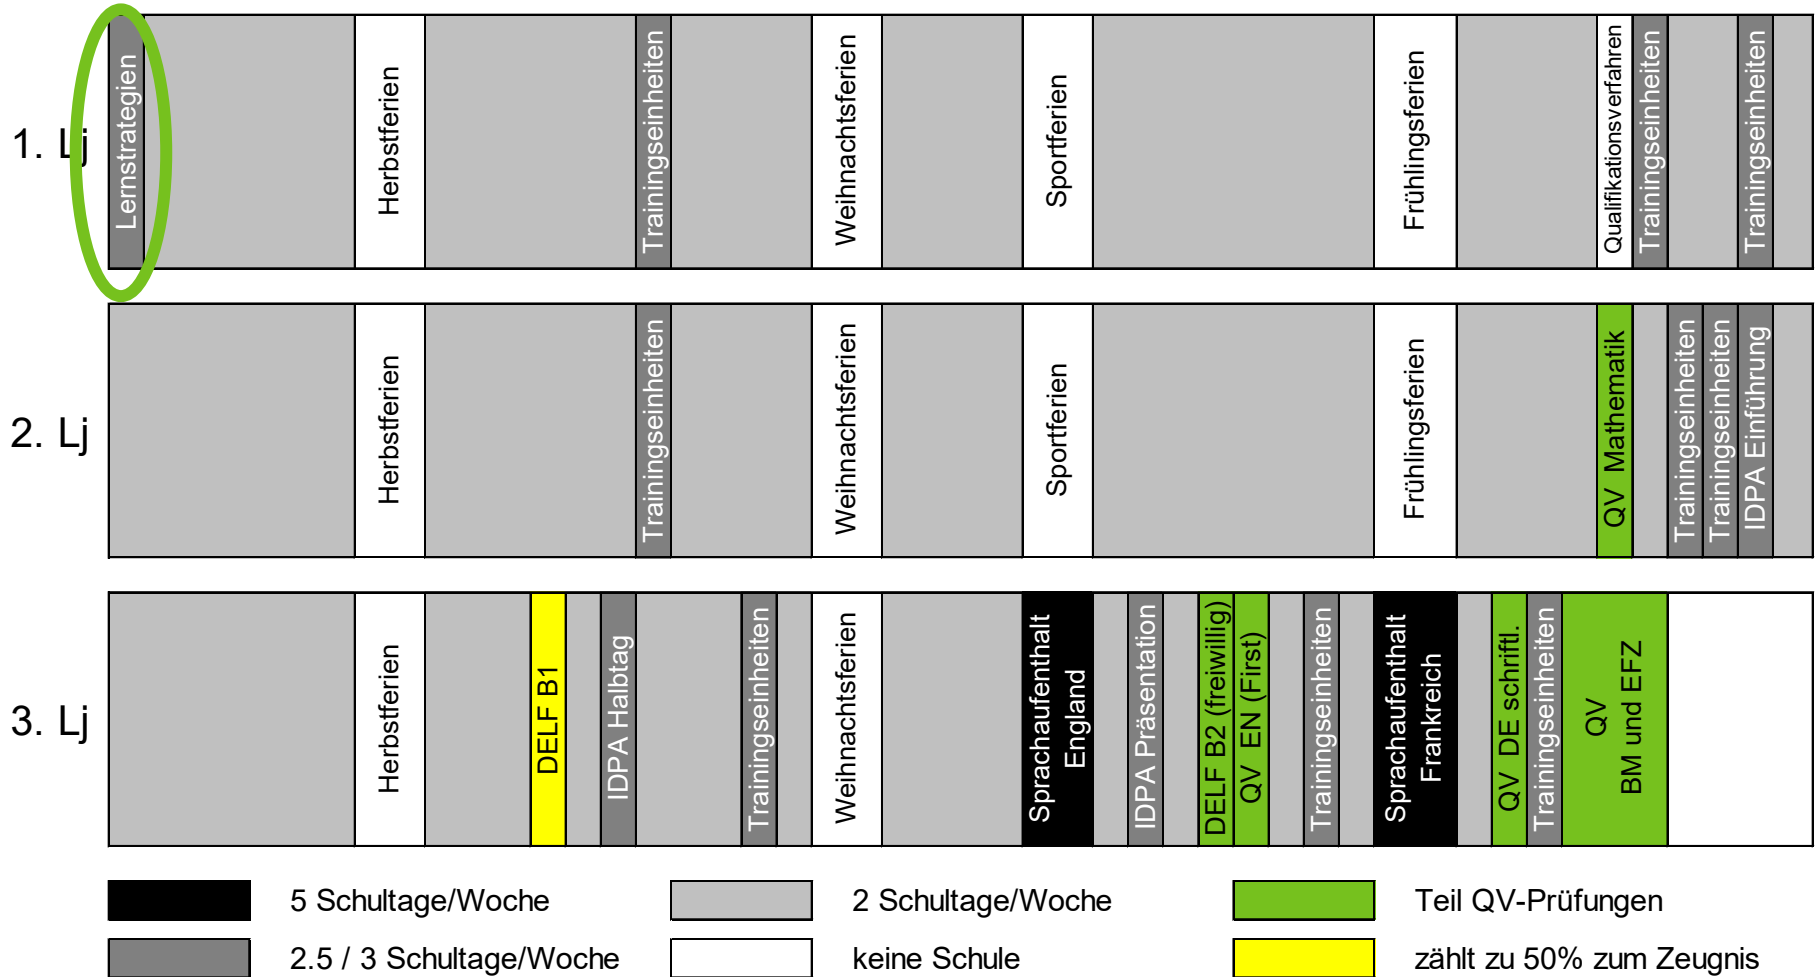 1. Lj
Lernstrategien
Herbstferien
Trainingseinheiten
Weihnachtsferien
Sportferien
Frühlingsferien
Qualifikationsverfahren
Trainingseinheiten
Trainingseinheiten
2. Lj
Herbstferien
Trainingseinheiten
Weihnachtsferien
Sportferien
Frühlingsferien
QV Mathematik
Trainingseinheiten
Trainingseinheiten
IDPA Einführung
3. Lj
Herbstferien
DELF B1
IDPA Halbtag
Trainingseinheiten
Weihnachtsferien
Sprachaufenthalt
England
IDPA Präsentation
DELF B2 (freiwillig)
QV EN (First)
Trainingseinheiten
Sprachaufenthalt
Frankreich
QV DE schriftl.
Trainingseinheiten
QV
BM und EFZ
5 Schultage/Woche
2 Schultage/Woche
Teil QV-Prüfungen
2.5 / 3 Schultage/Woche
keine Schule
zählt zu 50% zum Zeugnis